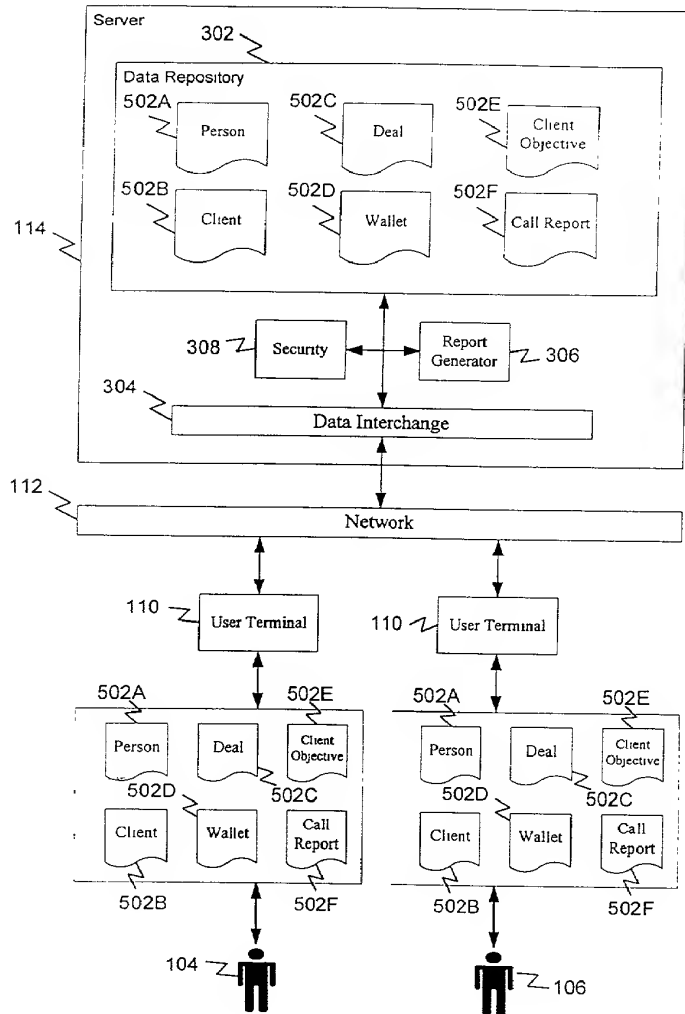 Server
302
Data Repository
502A
502C
502E
Person
Deal
Client
Objective
502B
502D
502F
Client
Wallet
Call Report
114
308
Security
Report
Generator
306
304
Data Interchange
112
Network
110
User Terminal
110
User Terminal
502A
502E
Person
Deal
Client
Objective
502D
502C
Client
Wallet
Call
Report
502B
502F
502A
502E
Person
Deal
Client
Objective
502D
502C
Client
Wallet
Call
Report
502B
502F
104
106